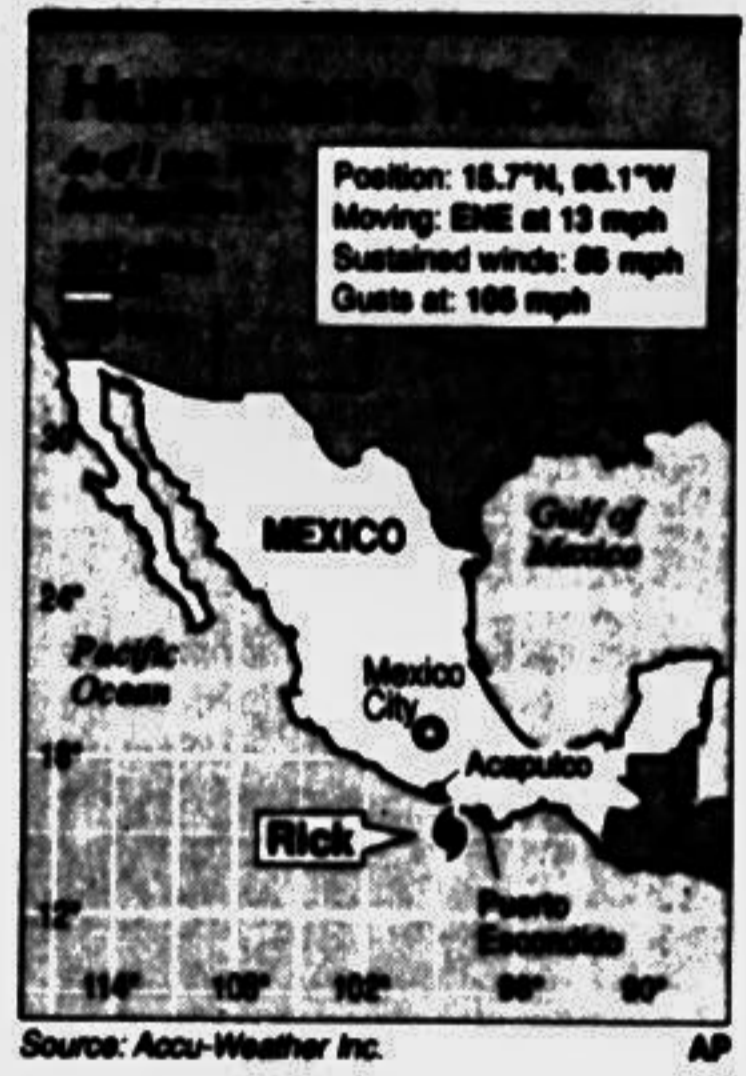 Hurricane Rick
Position: 15.7°N, 98.1°W
Moving: ENE at 13 mph
Sustained winds: 85 mph
Gusts at: 105 mph
30°
Gulf of
Mexico
MEXICO
24°
Pacific
Ocean
Mexico
City
18°
Acapulco
Rick
Puerto
Escondido
12°
114° 108° 102° 96° 90°
Source: Accu-Weather Inc.
AP